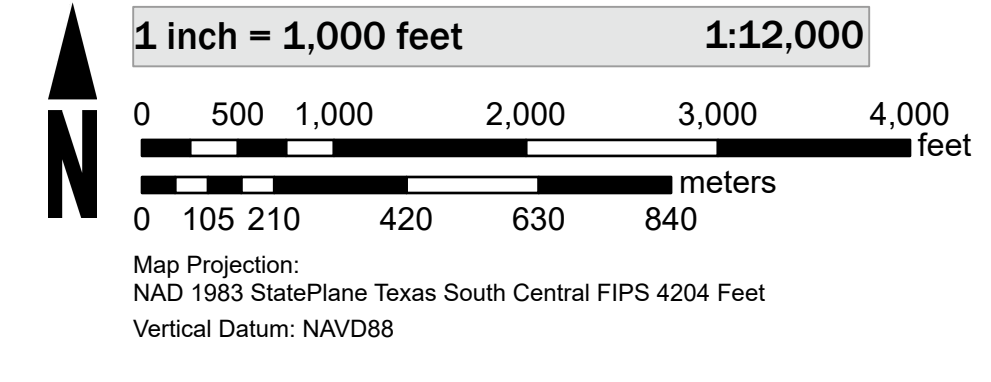 1 inch = 1,000 feet 1:12,000
0 500 1,000 2,000 3,000 4,000
feet
meters
0 105 210 420 630 840
N
Map Projection:
NAD 1983 StatePlane Texas South Central FIPS 4204 Feet
Vertical Datum: NAVD88